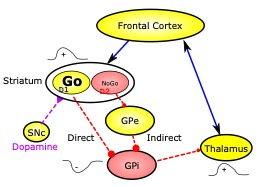 Frontal Cortex
Striatum
Go
D1
NoGo
D2
SNc
Dopamine
GPe
Direct
Indirect
Thalamus
GPi